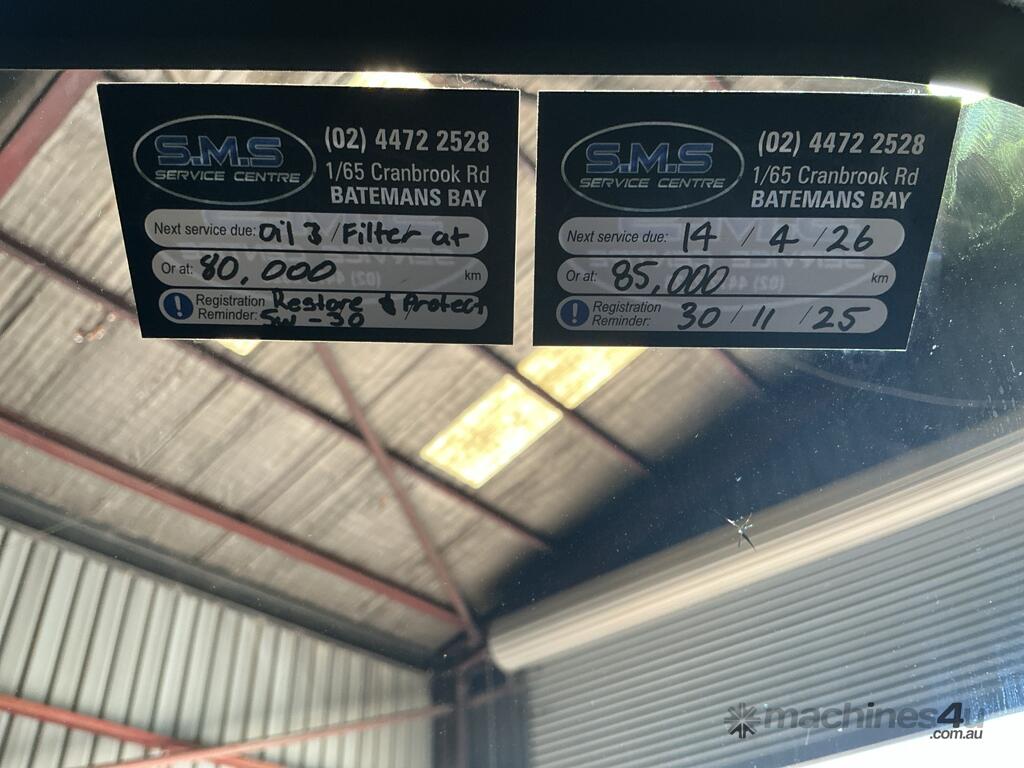 S.M.S
SERVICE CENTRE
(02) 4472 2528
1/65 Cranbrook Rd
BATEMANS BAY
Next service due: Oil & / Filter at
Or at: 80,000 km
Registration Reminder: Restore & Protech
5W-30
S.M.S
SERVICE CENTRE
(02) 4472 2528
1/65 Cranbrook Rd
BATEMANS BAY
Next service due: 14 / 4 / 26
Or at: 85,000 km
Registration
Reminder: 30 / 11 / 25
machines4u
.com.au